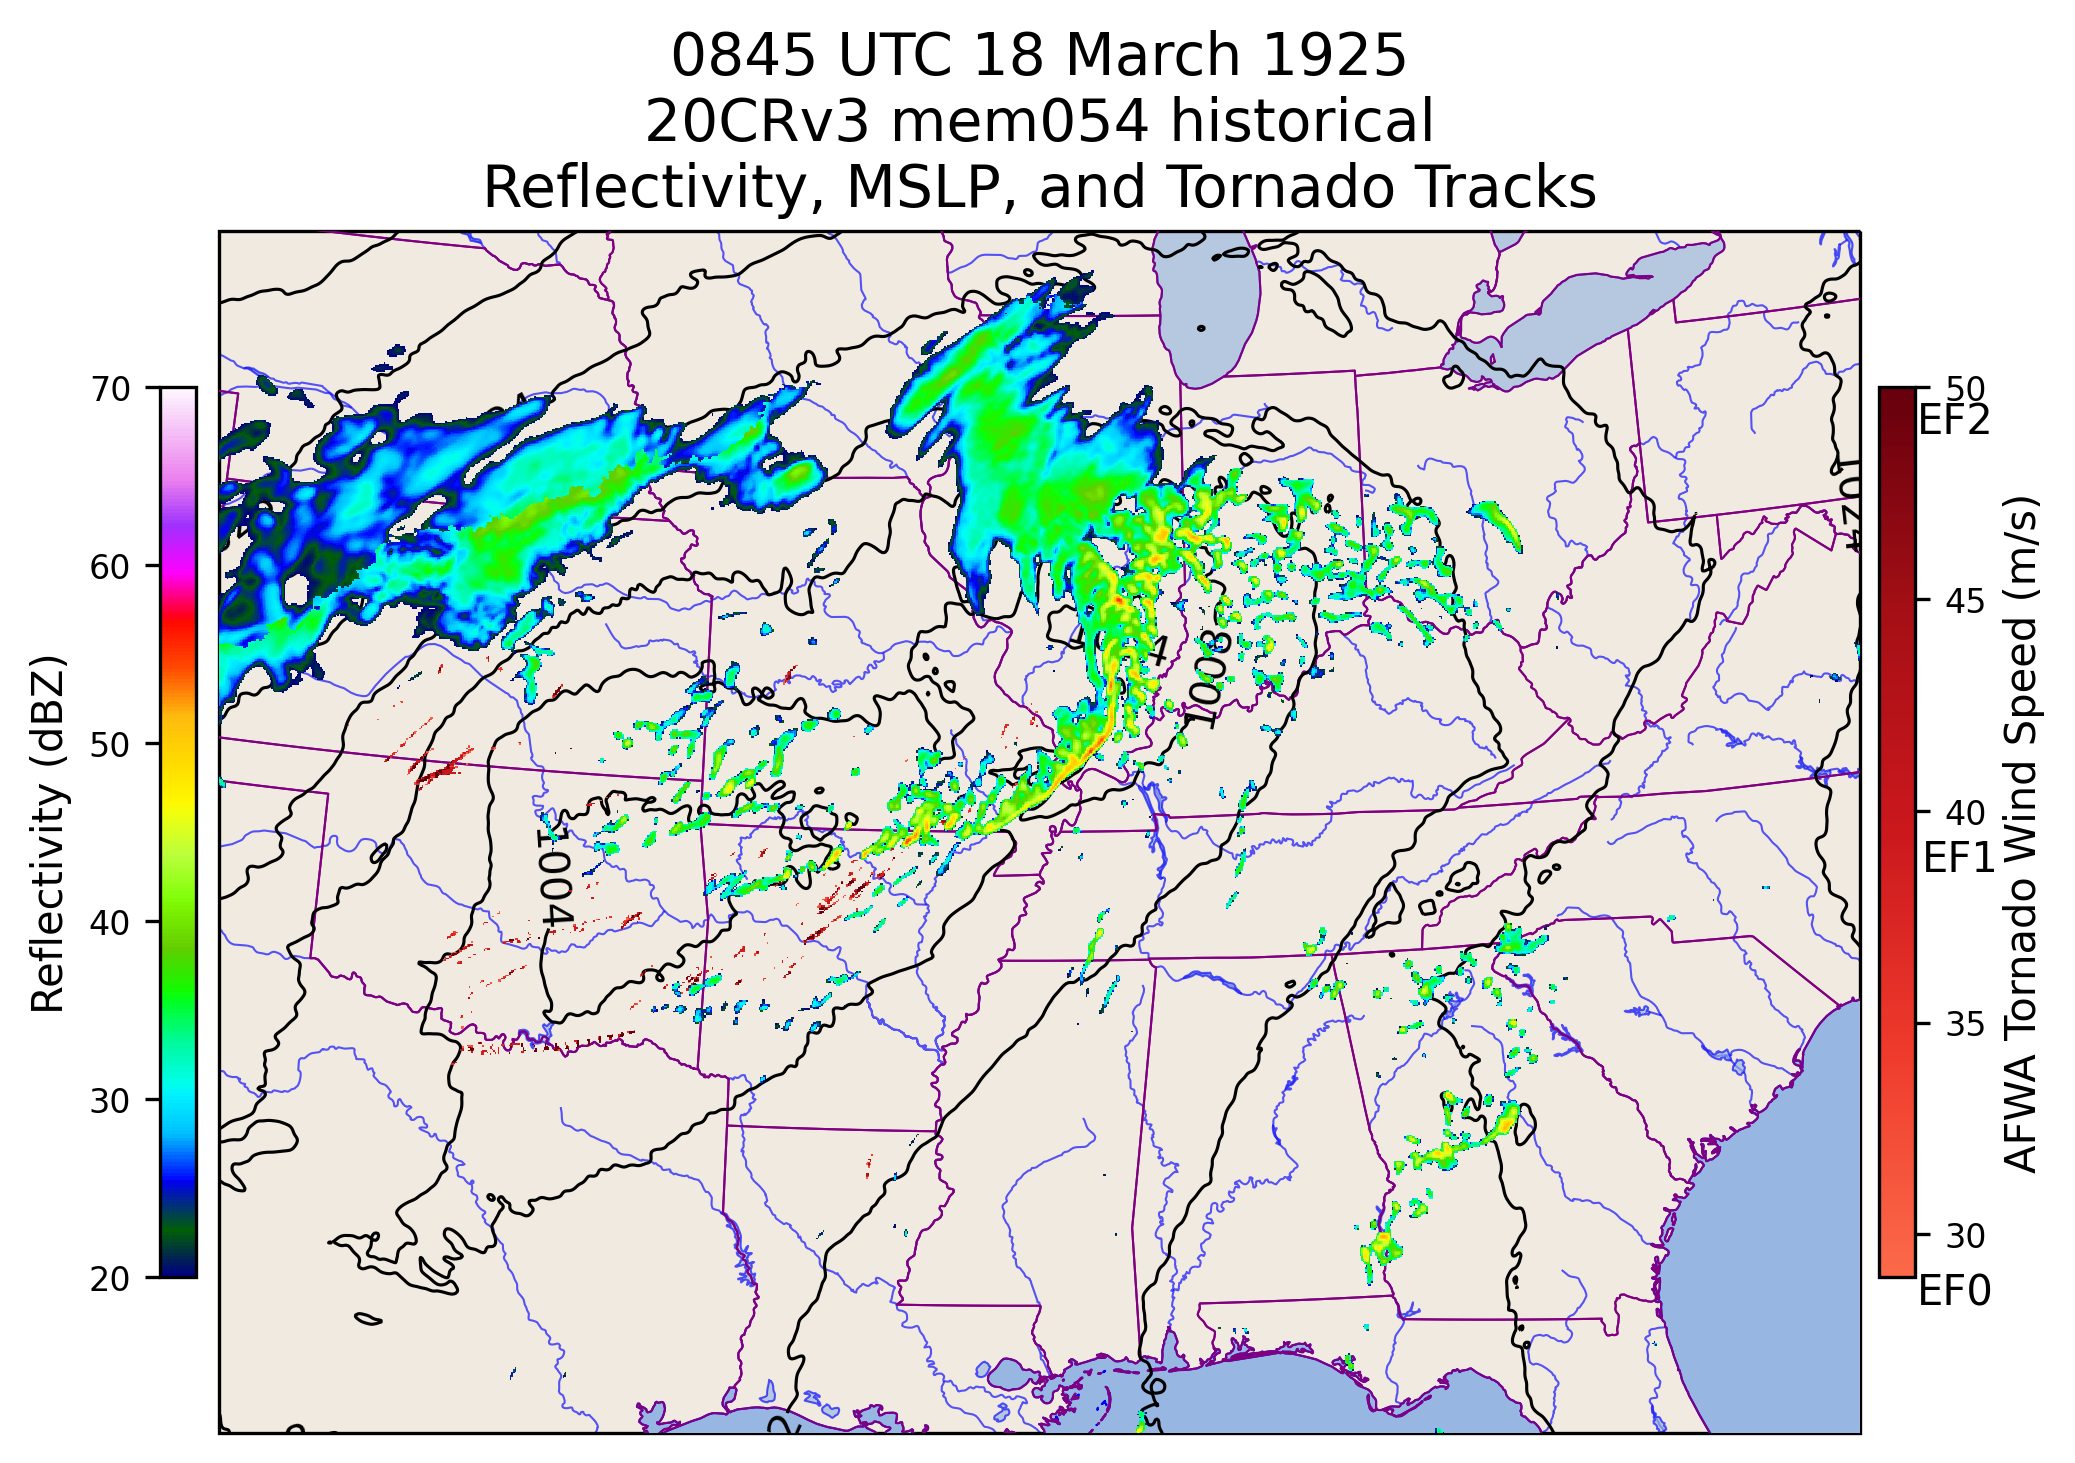 0845 UTC 18 March 1925
20CRv3 mem054 historical
Reflectivity, MSLP, and Tornado Tracks
Reflectivity (dBZ)
70
60
50
40
30
20
1024
1008
1004
50
EF2
45
40
EF1
35
30
EF0
AFWA Tornado Wind Speed (m/s)